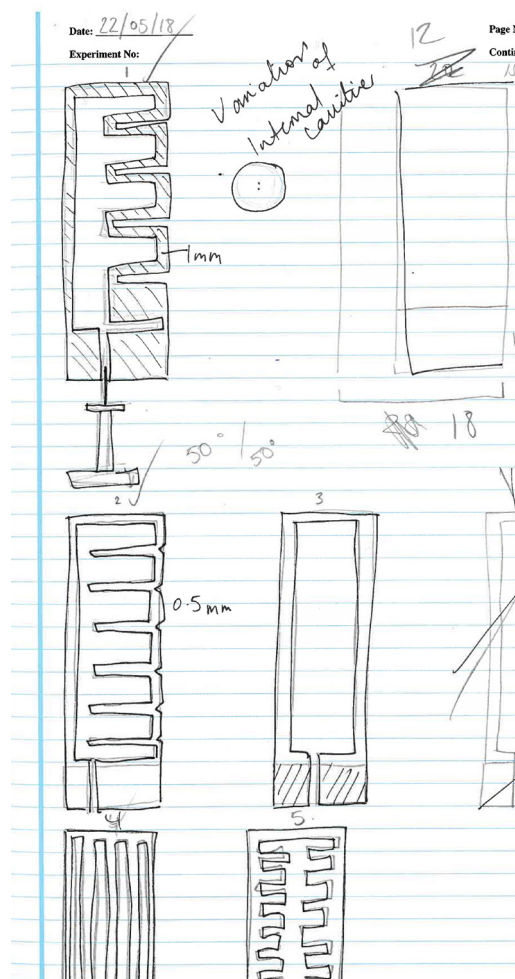 Date: 22/05/18
Page
Experiment No:
Conti
12
1
Variation of
Internal
cavities
1mm
18
50° / 50°
2
3
0.5mm
4
5.